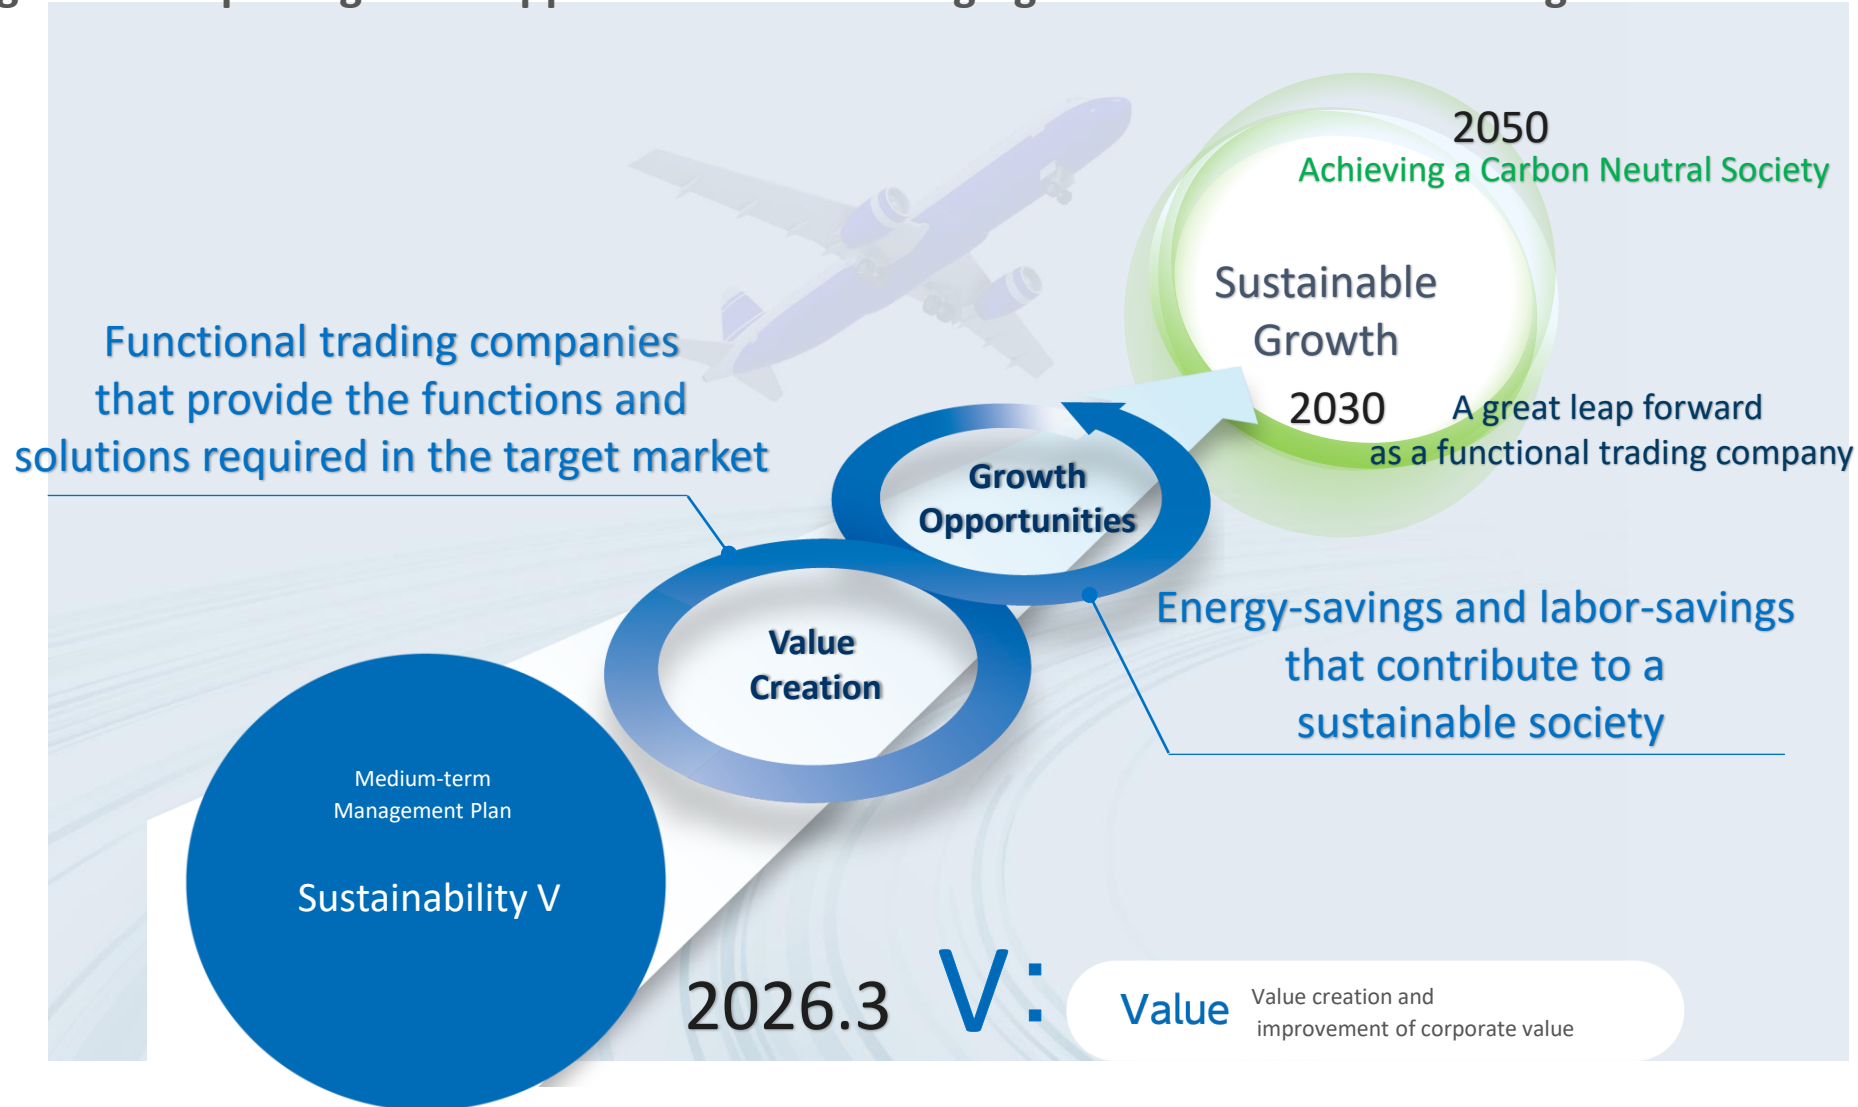 2050
Achieving a Carbon Neutral Society
Sustainable
Growth
2030
A great leap forward
as a functional trading company
Functional trading companies
that provide the functions and
solutions required in the target market
Growth
Opportunities
Energy-savings and labor-savings
that contribute to a
sustainable society
Value
Creation
Medium-term
Management Plan
Sustainability V
2026.3
V:
Value
Value creation and
improvement of corporate value